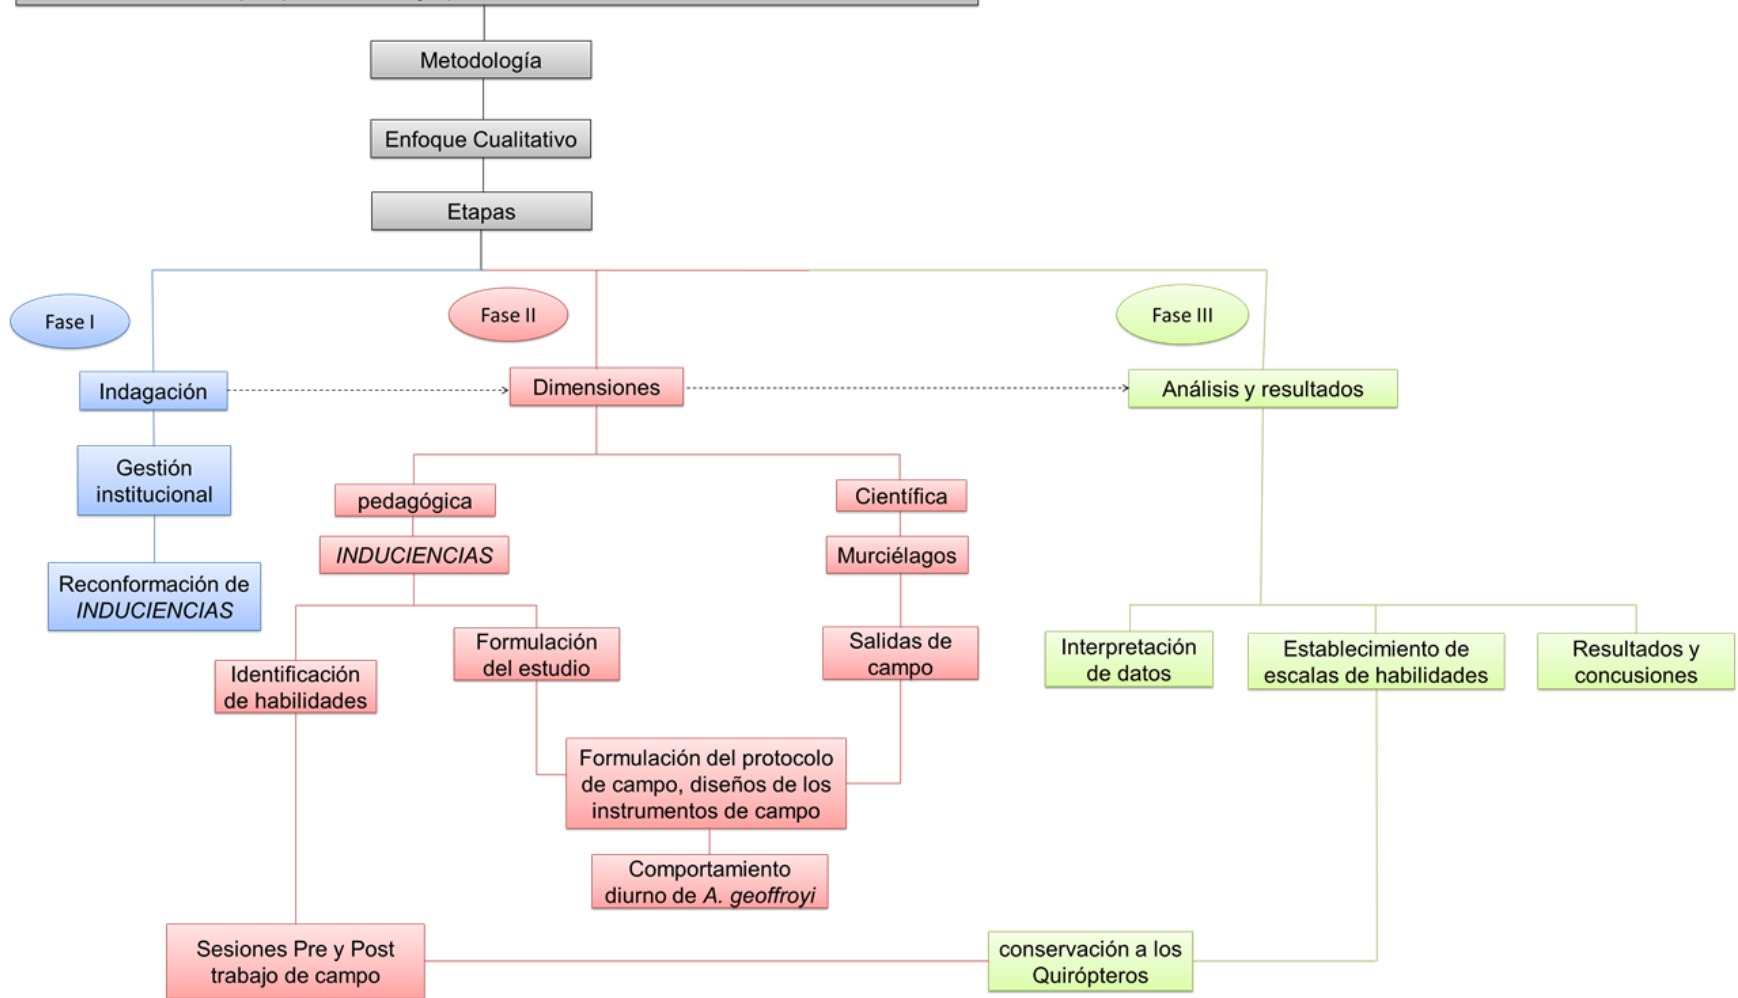 Metodología
Enfoque Cualitativo
Etapas
Fase I
Fase II
Fase III
Indagación
Dimensiones
Análisis y resultados
Gestión
institucional
Reconformación de
INDUCIENCIAS
pedagógica
INDUCIENCIAS
Científica
Murciélagos
Identificación
de habilidades
Formulación
del estudio
Salidas de
campo
Formulación del protocolo
de campo, diseños de los
instrumentos de campo
Comportamiento
diurno de A. geoffroyi
Sesiones Pre y Post
trabajo de campo
Interpretación
de datos
Establecimiento de
escalas de habilidades
Resultados y
concusiones
conservación a los
Quirópteros